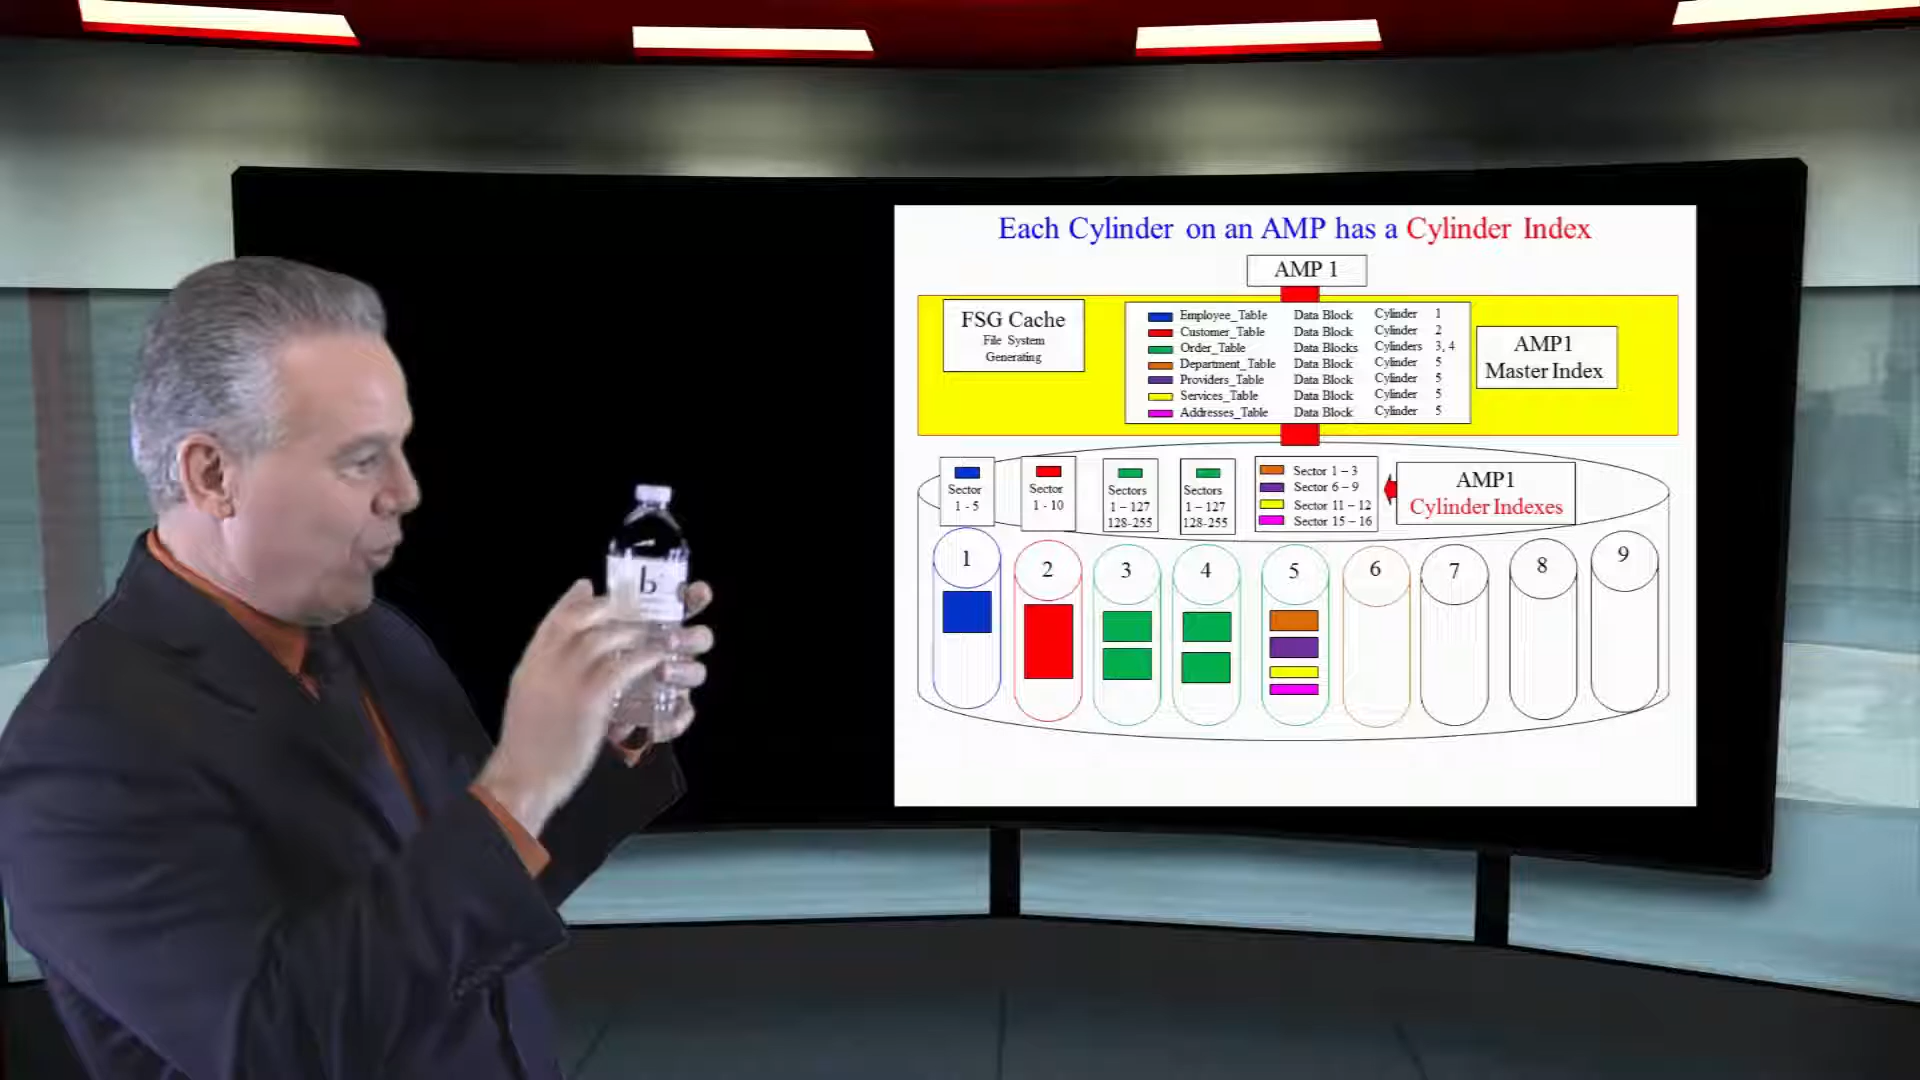 Each Cylinder on an AMP has a Cylinder Index
AMP 1
FSG Cache
File System
Generating
Employee_Table Data Block Cylinder 1
Customer_Table Data Block Cylinder 2
Order_Table Data Blocks Cylinders 3, 4
Department_Table Data Block Cylinder 5
Providers_Table Data Block Cylinder 5
Services_Table Data Block Cylinder 5
Addresses_Table Data Block Cylinder 5
AMP1
Master Index
Sector
1 - 5
Sector
1 - 10
Sectors
1 – 127
128-255
Sectors
1 – 127
128-255
Sector 1 – 3
Sector 6 – 9
Sector 11 – 12
Sector 15 – 16
AMP1
Cylinder Indexes
1
2
3
4
5
6
7
8
9
b